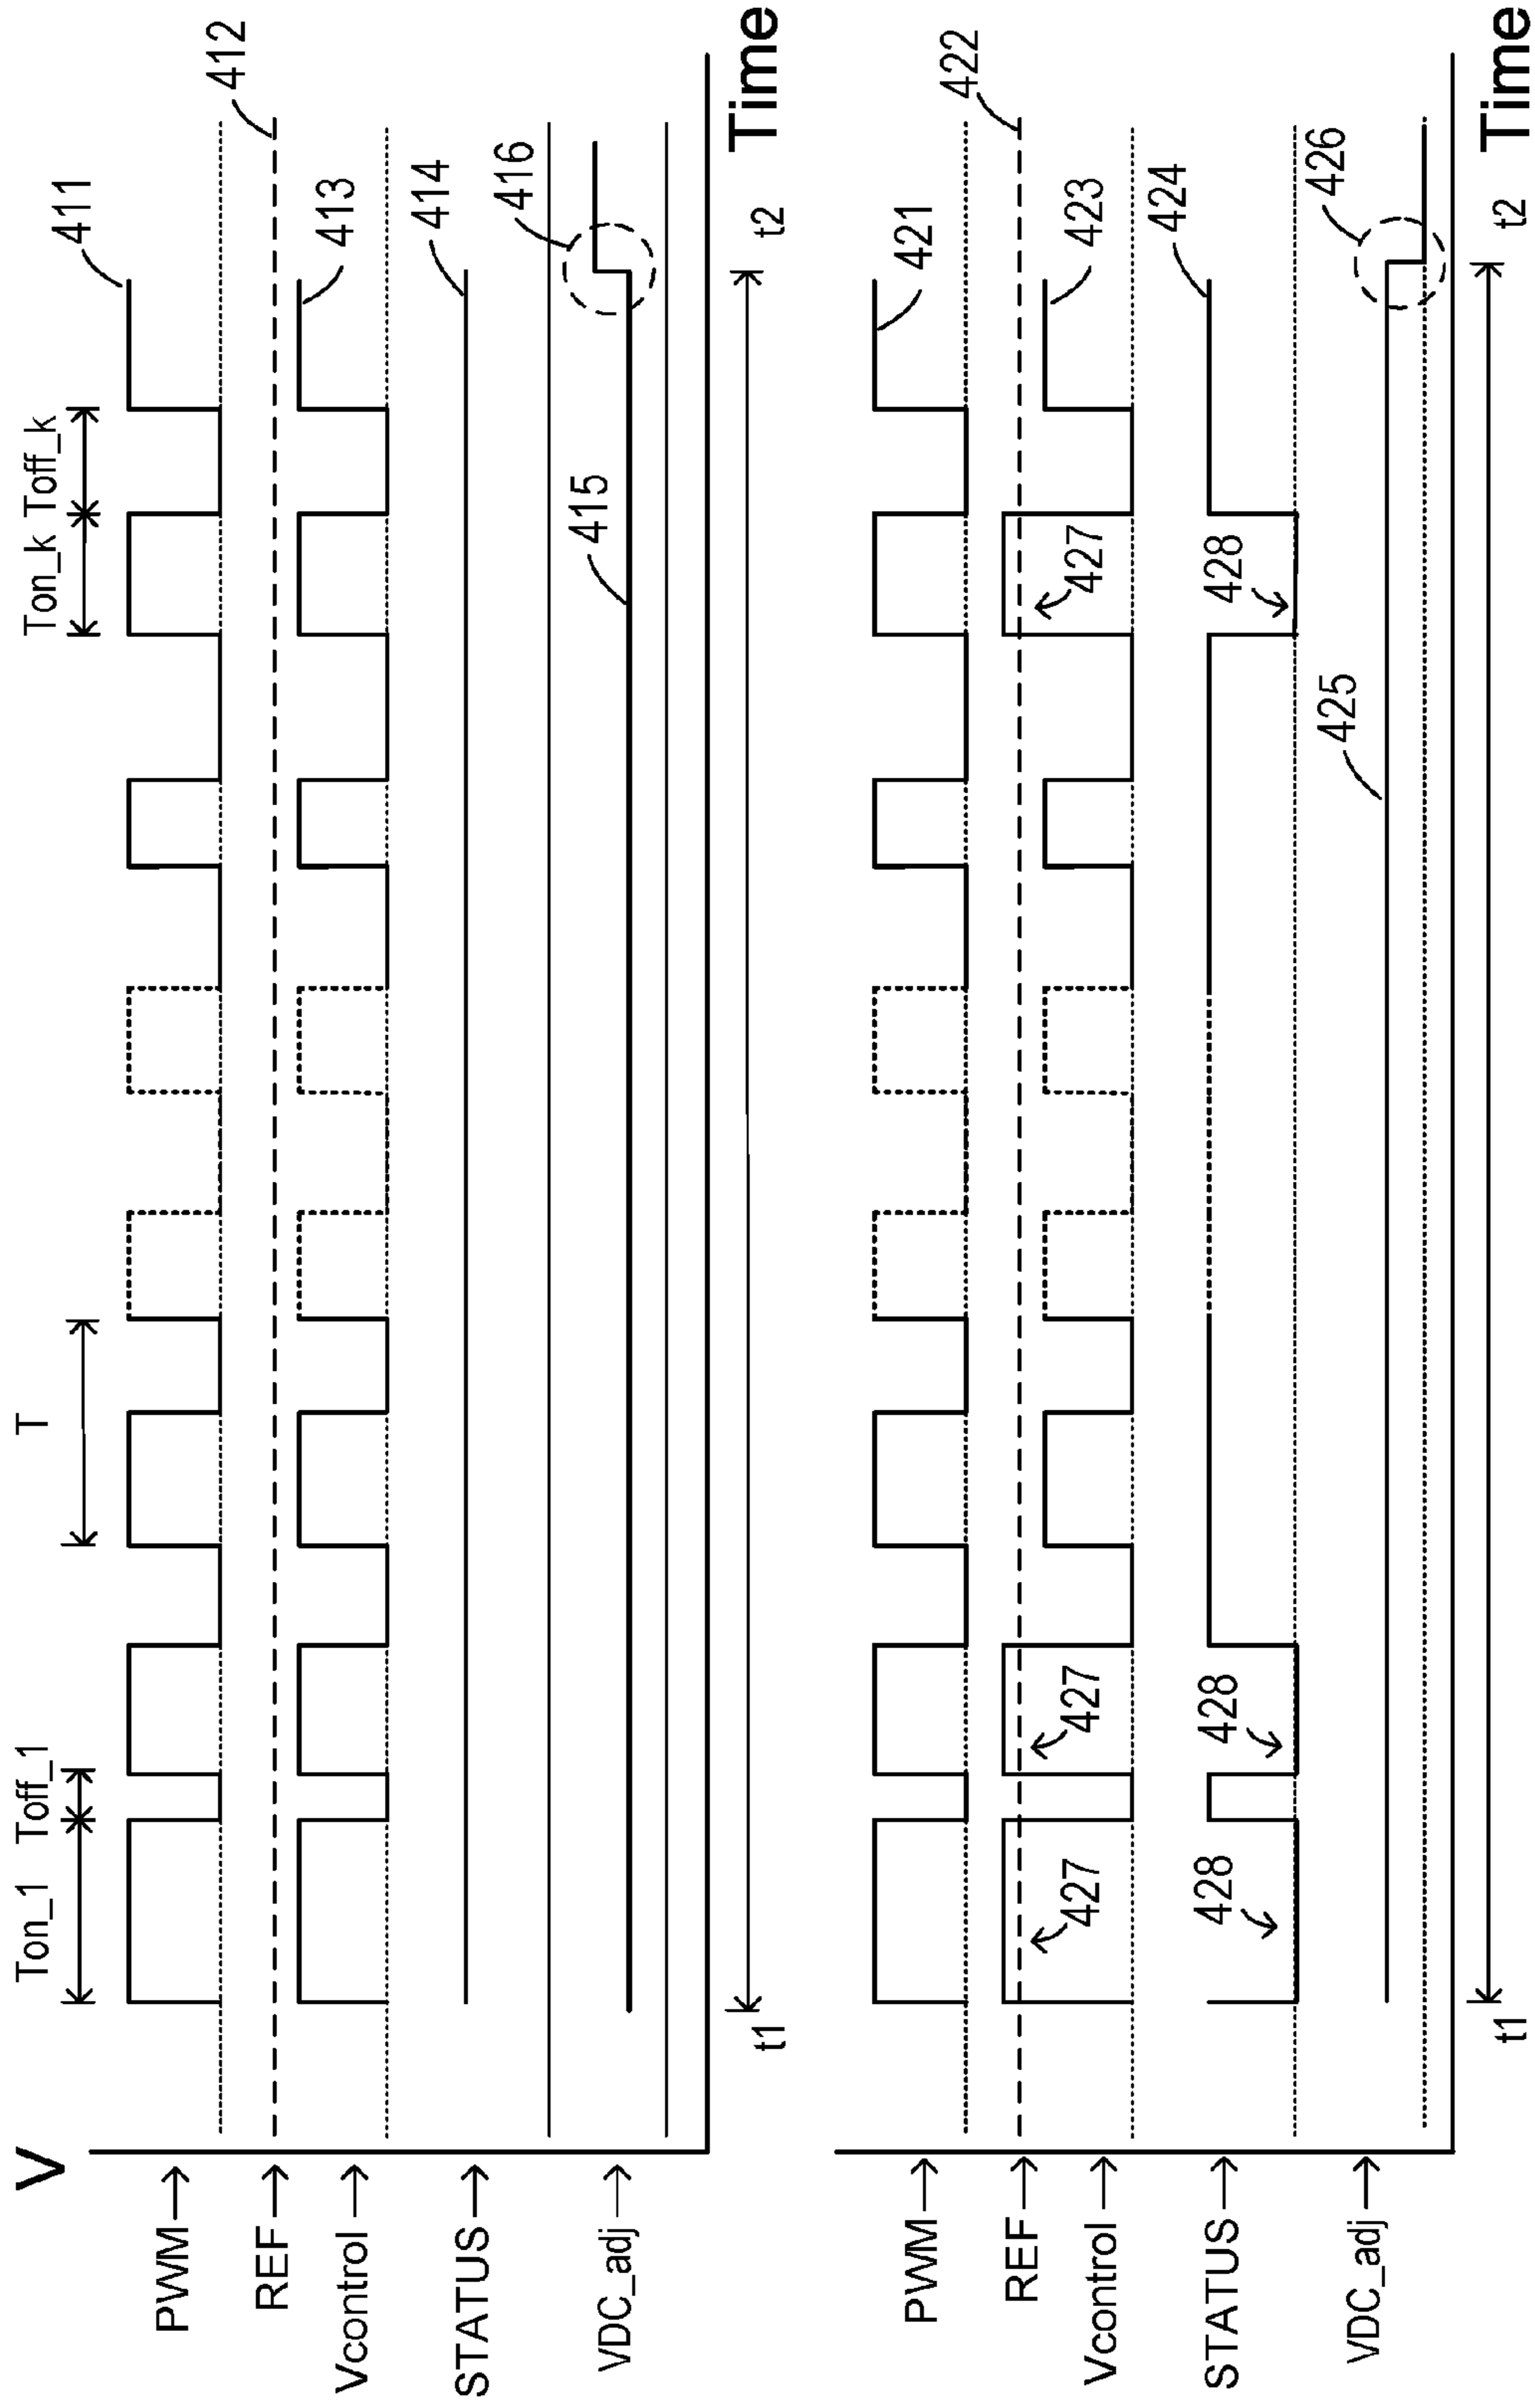 V
Ton_1
Toff_1
T
Ton_k
Toff_k
411
PWM
412
REF
413
Vcontrol
414
STATUS
416
415
VDC_adj
t1
t2
Time
421
PWM
422
REF
427
427
427
423
Vcontrol
424
428
428
428
STATUS
425
426
VDC_adj
t1
t2
Time